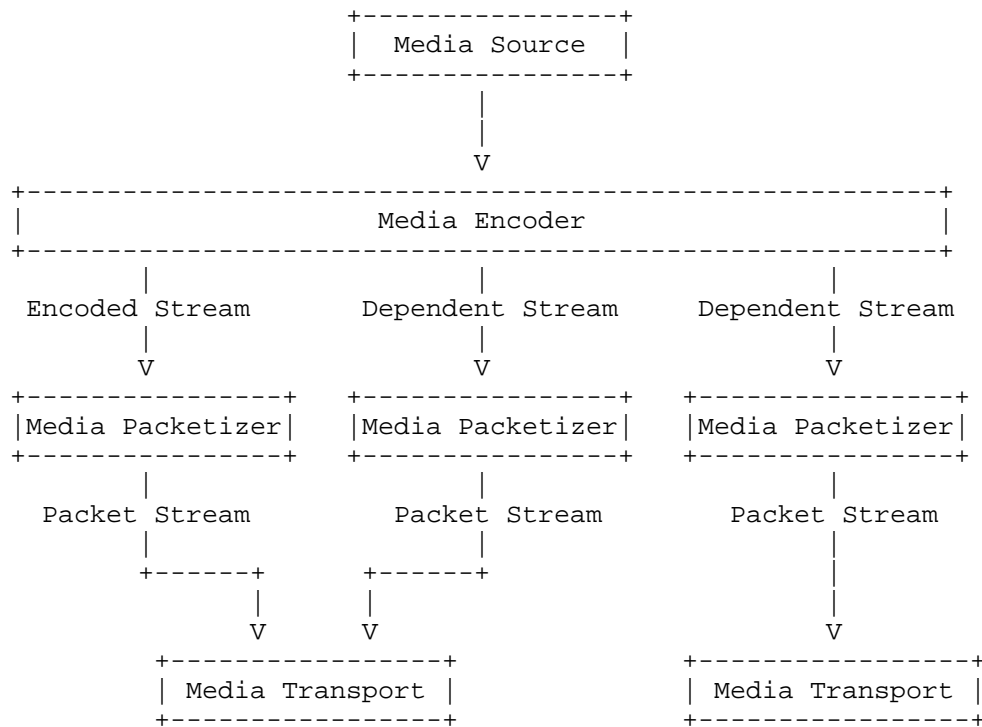 Media Source
V
Media Encoder
Encoded Stream Dependent Stream Dependent Stream
V V V
Media Packetizer Media Packetizer Media Packetizer
Packet Stream Packet Stream Packet Stream
V V V
Media Transport Media Transport